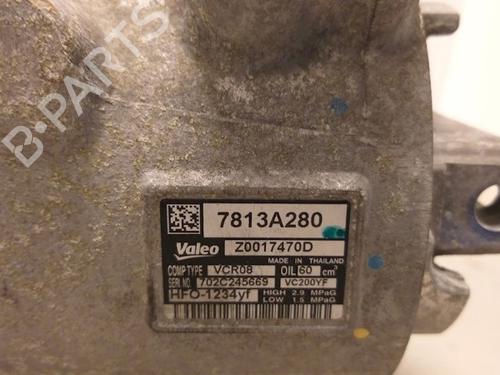 B-PARTS
7813A280
Valeo Z0017470D
MADE IN THAILAND
COMP TYPE VCR08 OIL 60 cm³
SERI NO 702C245669 VC200YF
HFO-1234yf HIGH 2.9 MPaG
LOW 1.5 MPaG